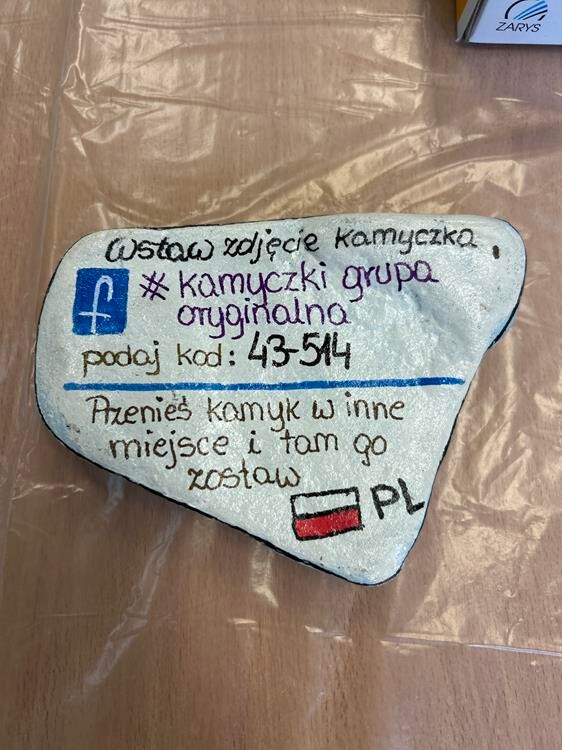 ZARYS
Wstaw zdjęcie kamyczka
f # kamyczki grupa
oryginalna
podaj kod: 43-514
Przenieś kamyk w inne
miejsce i tam go
zostaw
PL